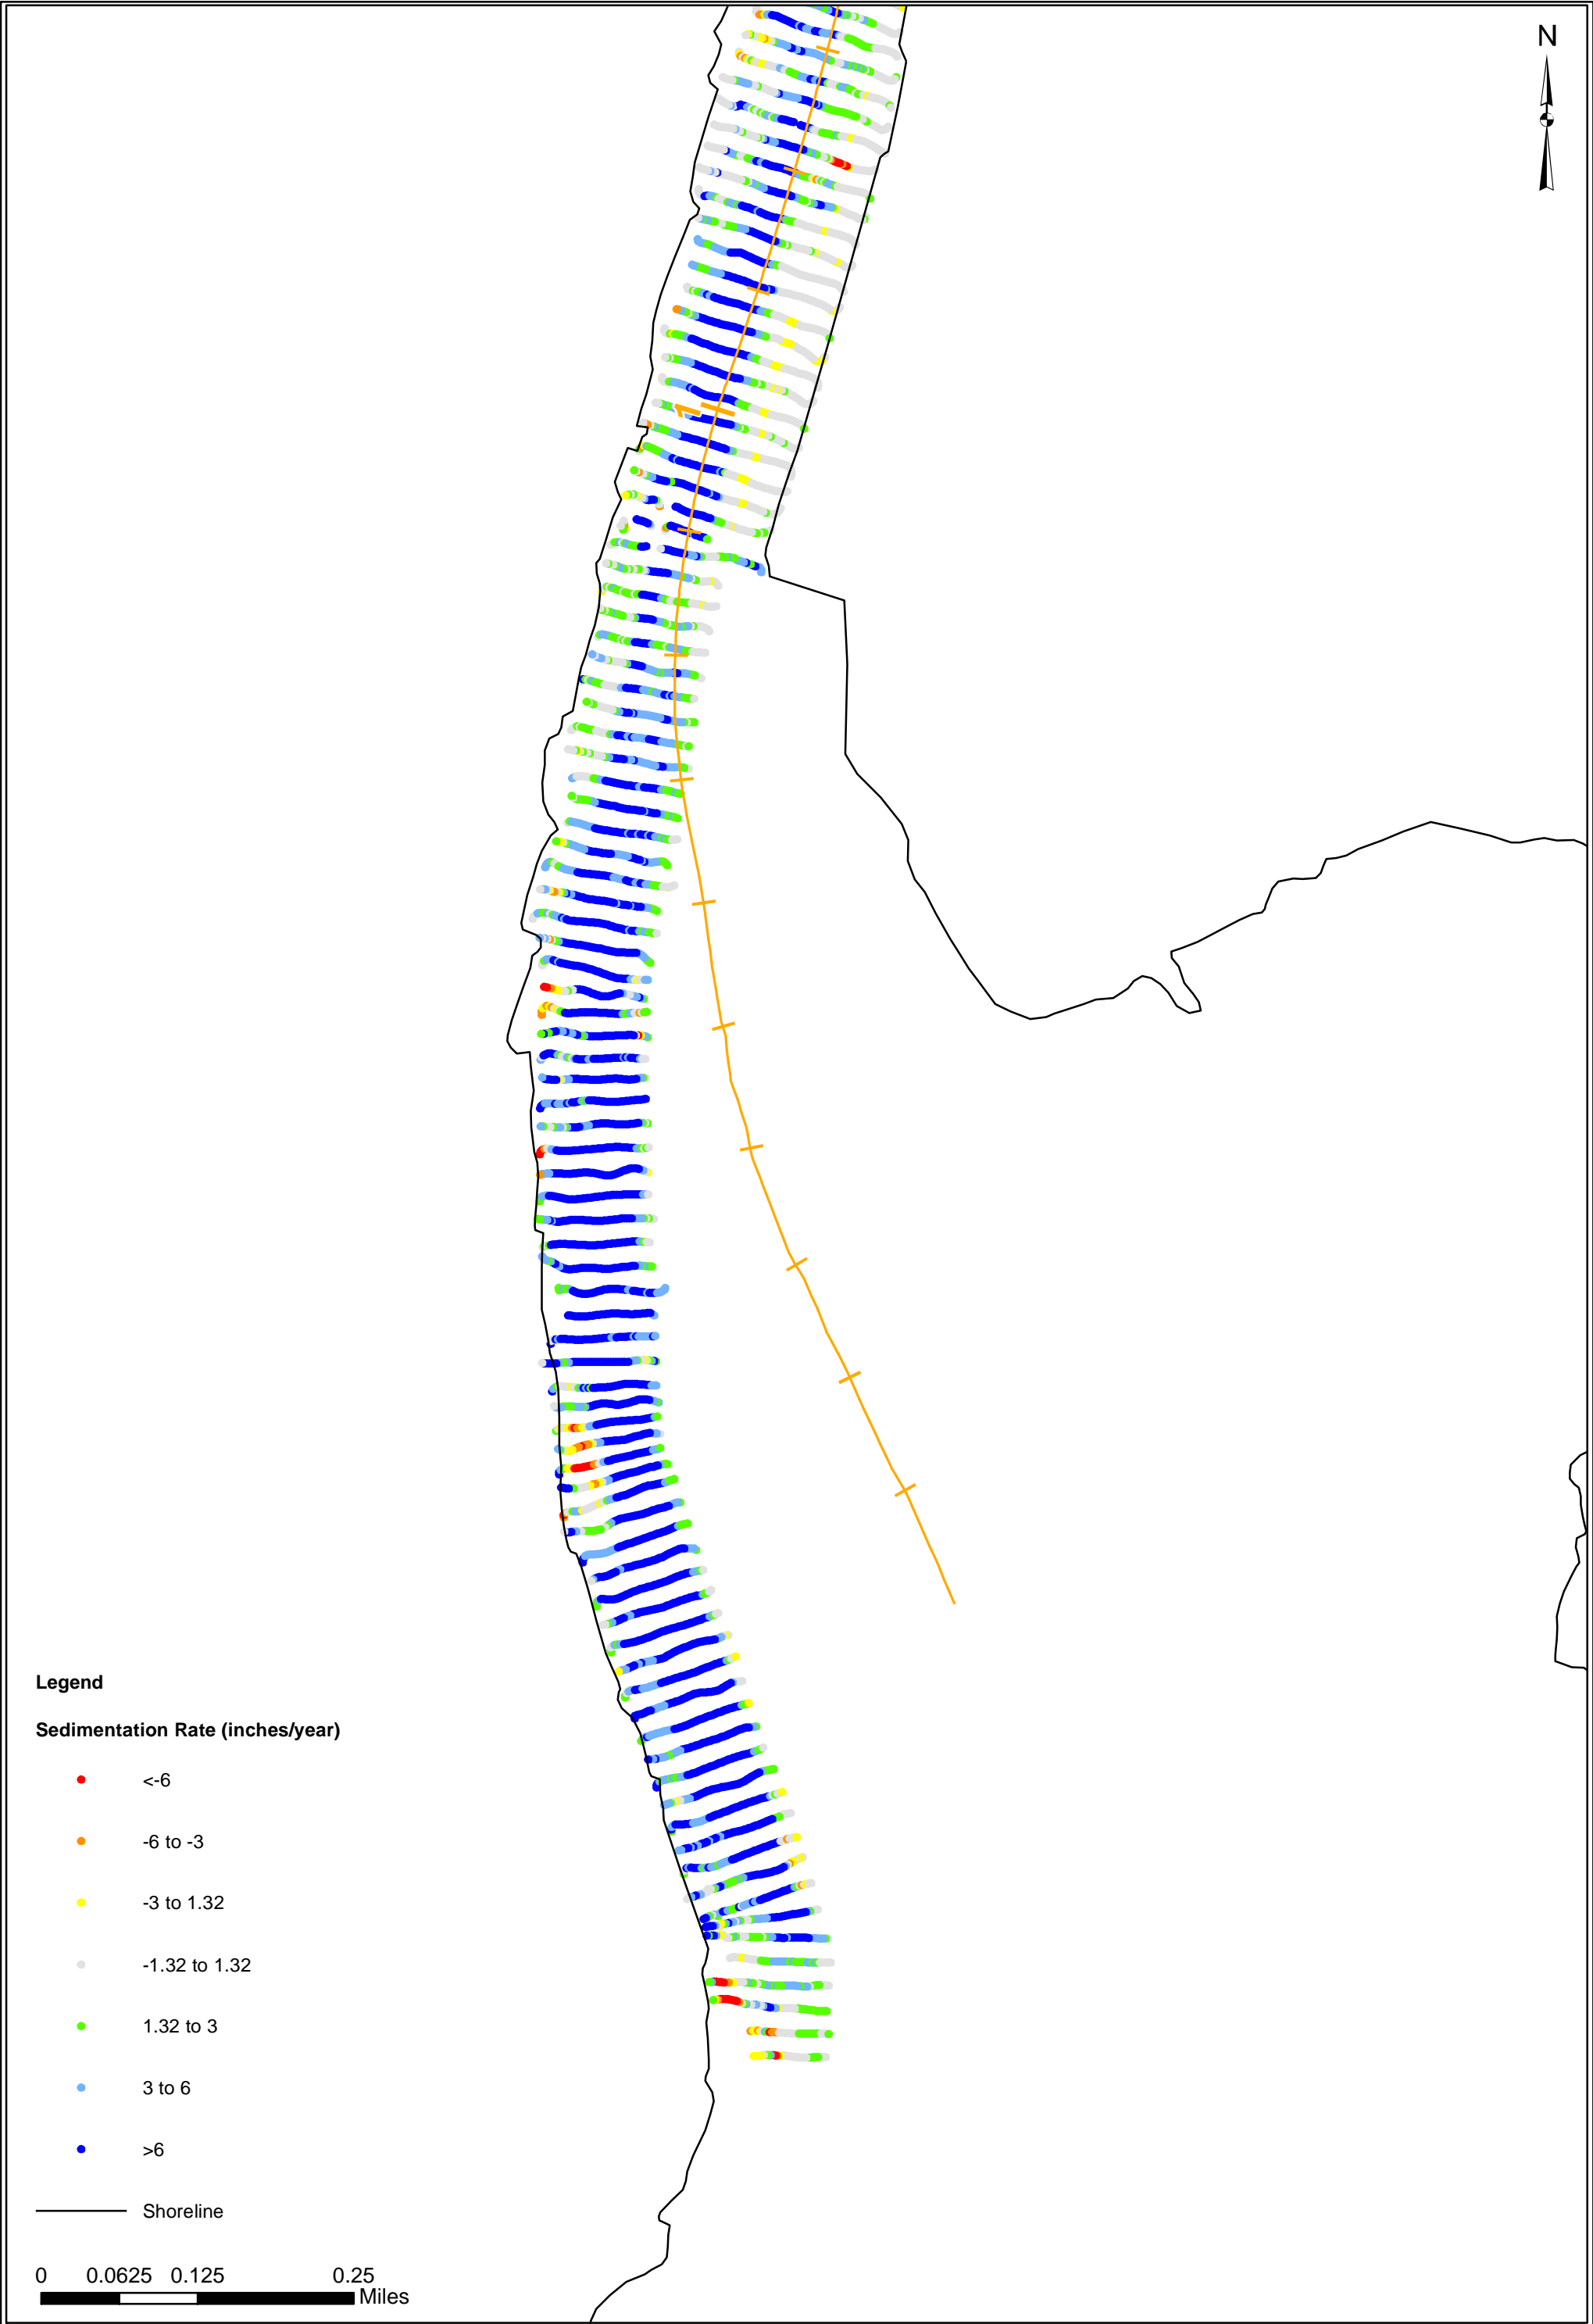 N
1
Legend
Sedimentation Rate (inches/year)
<-6
-6 to -3
-3 to 1.32
-1.32 to 1.32
1.32 to 3
3 to 6
>6
Shoreline
0 0.0625 0.125 0.25
Miles